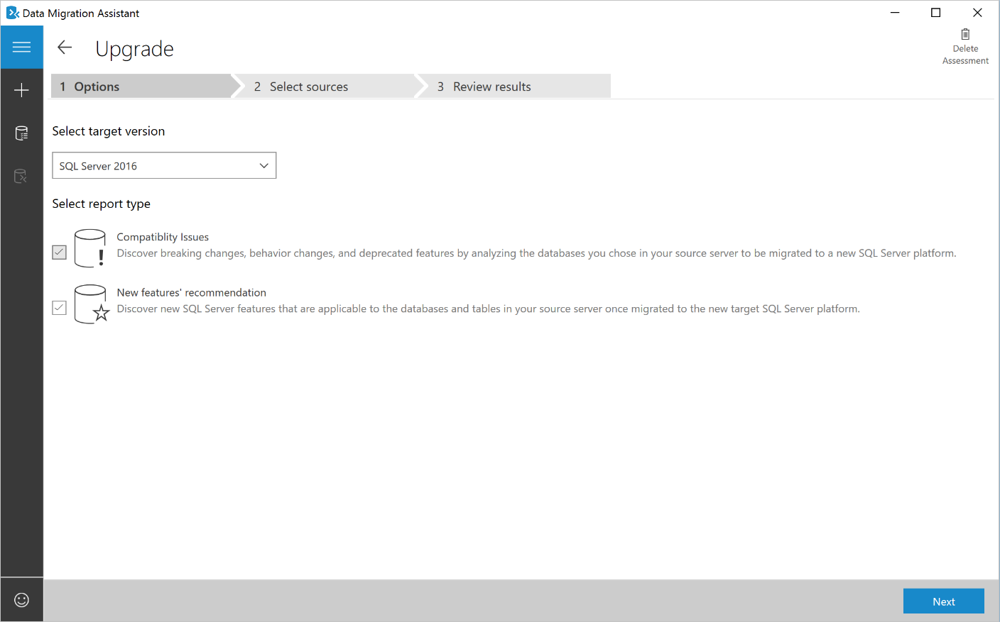 Data Migration Assistant
Upgrade
Delete
Assessment
1 Options
2 Select sources
3 Review results
Select target version
SQL Server 2016
Select report type
Compatiblity Issues
Discover breaking changes, behavior changes, and deprecated features by analyzing the databases you chose in your source server to be migrated to a new SQL Server platform.
New features' recommendation
Discover new SQL Server features that are applicable to the databases and tables in your source server once migrated to the new target SQL Server platform.
Next